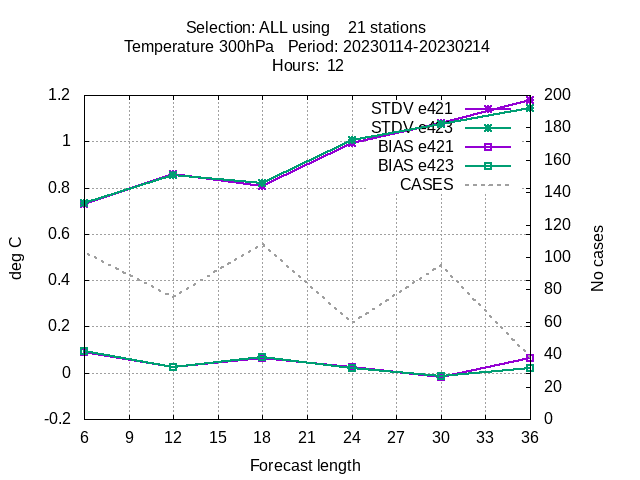 Selection: ALL using 21 stations
Temperature 300hPa Period: 20230114-20230214
Hours: 12
STDV e421
STDV e423
BIAS e421
BIAS e423
CASES
1.2
1
0.8
0.6
0.4
0.2
0
-0.2
deg C
200
180
160
140
120
100
80
60
40
20
0
No cases
6 9 12 15 18 21 24 27 30 33 36
Forecast length